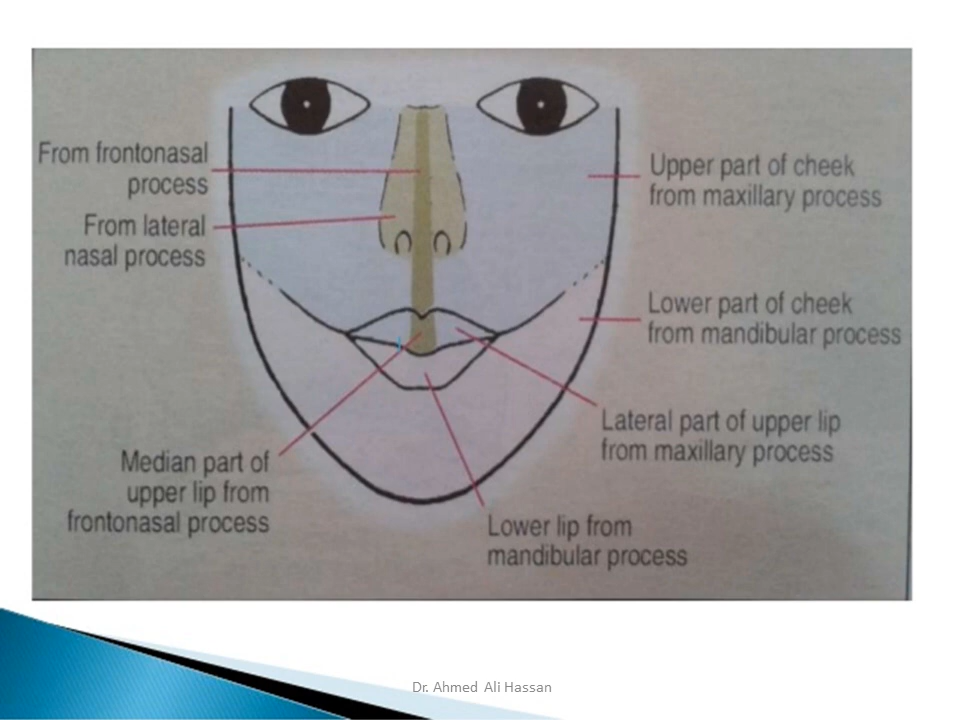 From frontonasal
process
From lateral
nasal process
Upper part of cheek
from maxillary process
Lower part of cheek
from mandibular process
Lateral part of upper lip
from maxillary process
Median part of
upper lip from
frontonasal process
Lower lip from
mandibular process
Dr. Ahmed Ali Hassan